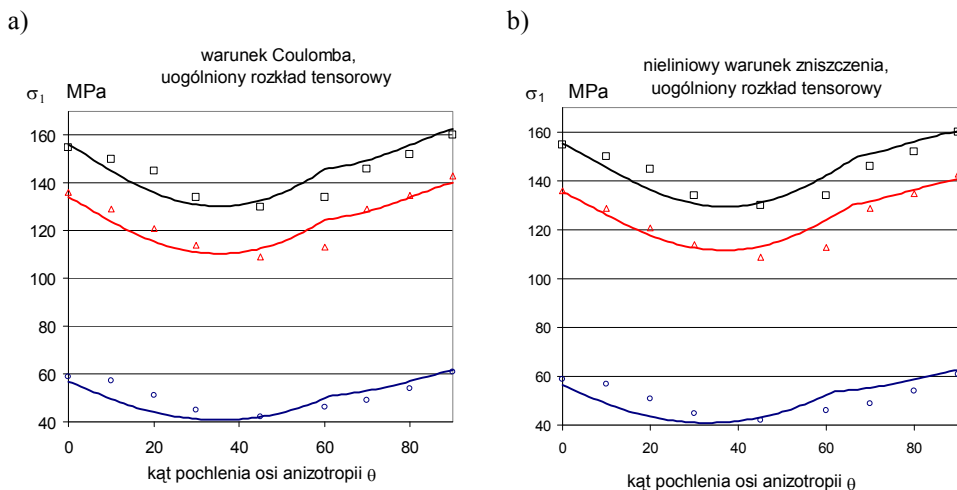 a)
warunek Coulomba,
uogólniony rozkład tensorowy
σ1 MPa
160
140
120
100
80
60
40
0 20 40 60 80
kąt pochlenia osi anizotropii θ
b)
nieliniowy warunek zniszczenia,
uogólniony rozkład tensorowy
σ1 MPa
160
140
120
100
80
60
40
0 20 40 60 80
kąt pochlenia osi anizotropii θ